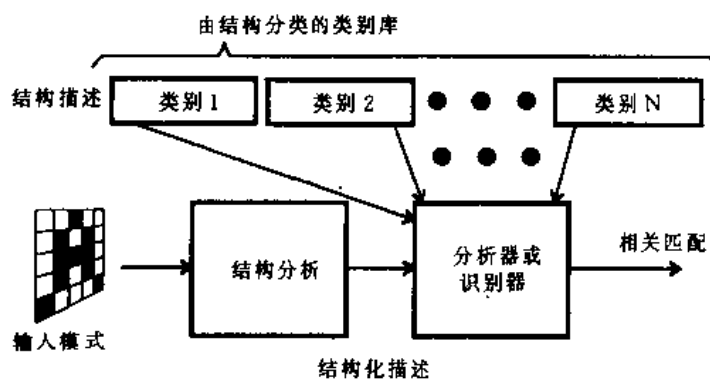 由结构分类的类别库
结构描述
类别1
类别2
类别N
结构分析
分析器或
识别器
相关匹配
输入模式
结构化描述